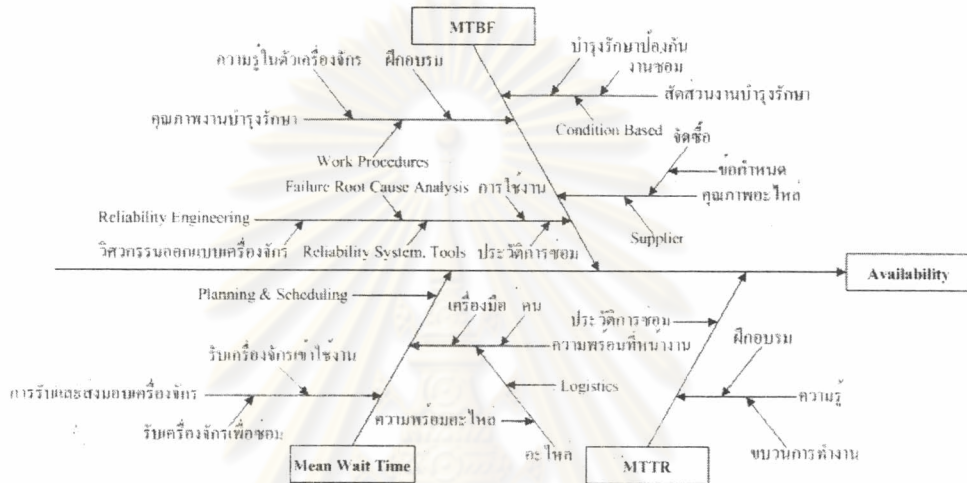 MTBF
บำรุงรักษาป้องกัน
ความรู้ในตัวเครื่องจักร ฝึกอบรม
งานซ่อม
สัดส่วนงานบำรุงรักษา
คุณภาพงานบำรุงรักษา
Condition Based
จัดซื้อ
Work Procedures
ข้อกำหนด
Failure Root Cause Analysis การใช้งาน
คุณภาพอะไหล่
Reliability Engineering
Supplier
วิศวกรรมออกแบบเครื่องจักร Reliability System, Tools ประวัติการซ่อม
Availability
Planning & Scheduling
เครื่องมือ คน
ประวัติการซ่อม
ความพร้อมที่หน้างาน
ฝึกอบรม
รับเครื่องจักรเข้าใช้งาน
การรับและส่งมอบเครื่องจักร
Logistics
ความรู้
ความพร้อมอะไหล่
รับเครื่องจักรเพื่อซ่อม
อะไหล่
ขบวนการทำงาน
Mean Wait Time
MTTR